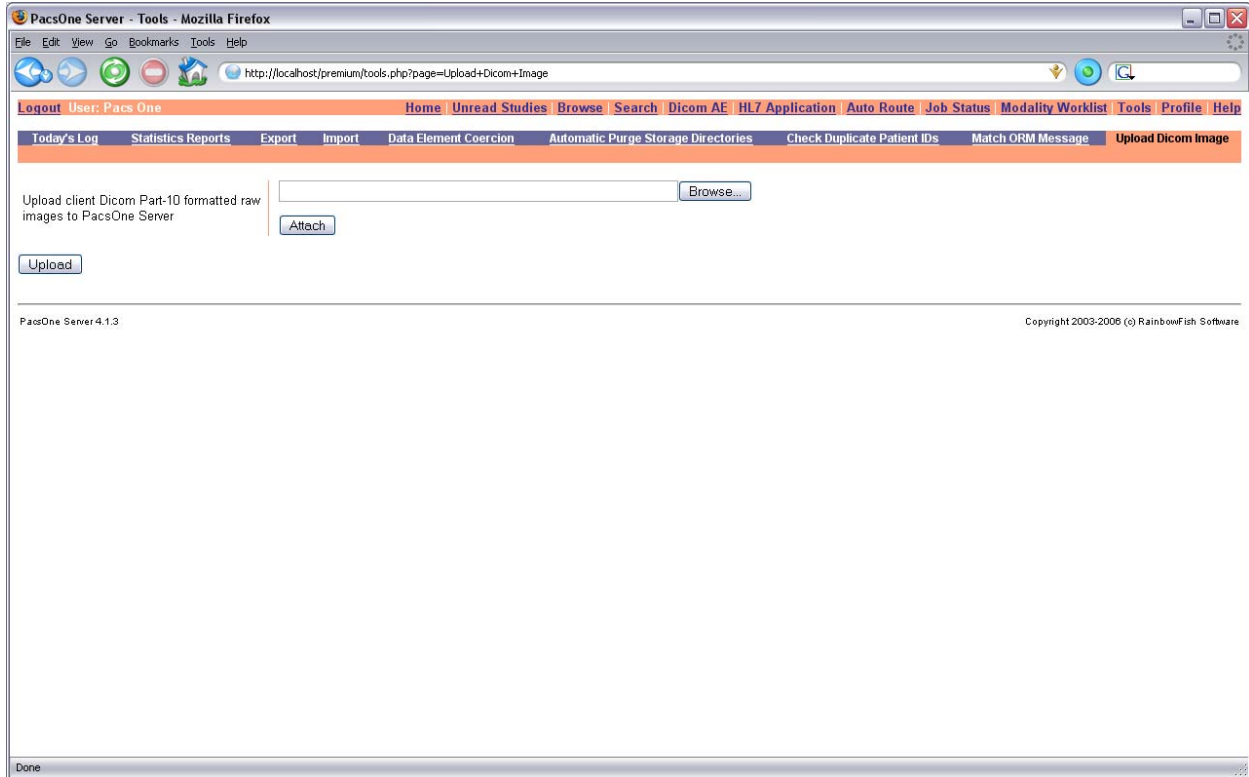 PacsOne Server - Tools - Mozilla Firefox
File Edit View Go Bookmarks Tools Help
http://localhost/premium/tools.php?page=Upload+Dicom+Image
G
Logout User: Pacs One Home | Unread Studies | Browse | Search | Dicom AE | HL7 Application | Auto Route | Job Status | Modality Worklist | Tools | Profile | Help
Today's Log Statistics Reports Export Import Data Element Coercion Automatic Purge Storage Directories Check Duplicate Patient IDs Match ORM Message Upload Dicom Image
Upload client Dicom Part-10 formatted raw
images to PacsOne Server
Browse...
Attach
Upload
PacsOne Server 4.1.3 Copyright 2003-2006 (c) RainbowFish Software
Done